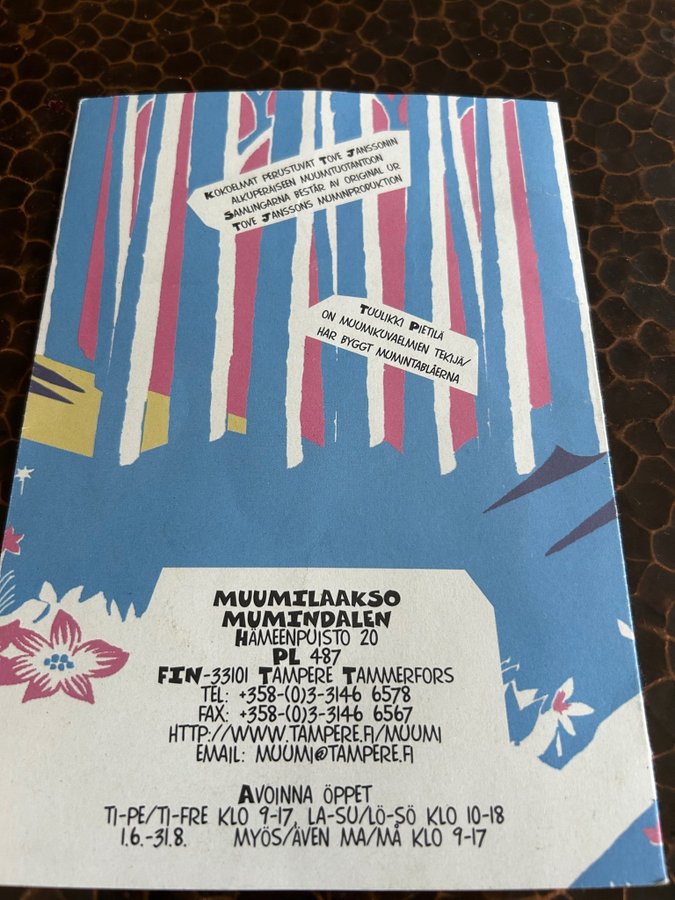 Kokoelmat perustuvat Tove Janssonin
alkuperäiseen muumituotantoon
Samlingarna består av original ur
Tove Janssons muminproduktion
Tuulikki Pietilä
on muumikuvaelmien tekijä/
har byggt mumintablåerna
MUUMILAAKSO
MUMINDALEN
Hämeenpuisto 20
PL 487
FIN-33101 Tampere Tammerfors
Tel: +358-(0)3-3146 6578
Fax: +358-(0)3-3146 6567
http://www.tampere.fi/muumi
email: muumi@tampere.fi
Avoinna öppet
ti-pe/ti-fre klo 9-17, la-su/lö-sö klo 10-18
1.6.-31.8. myös/även ma/må klo 9-17